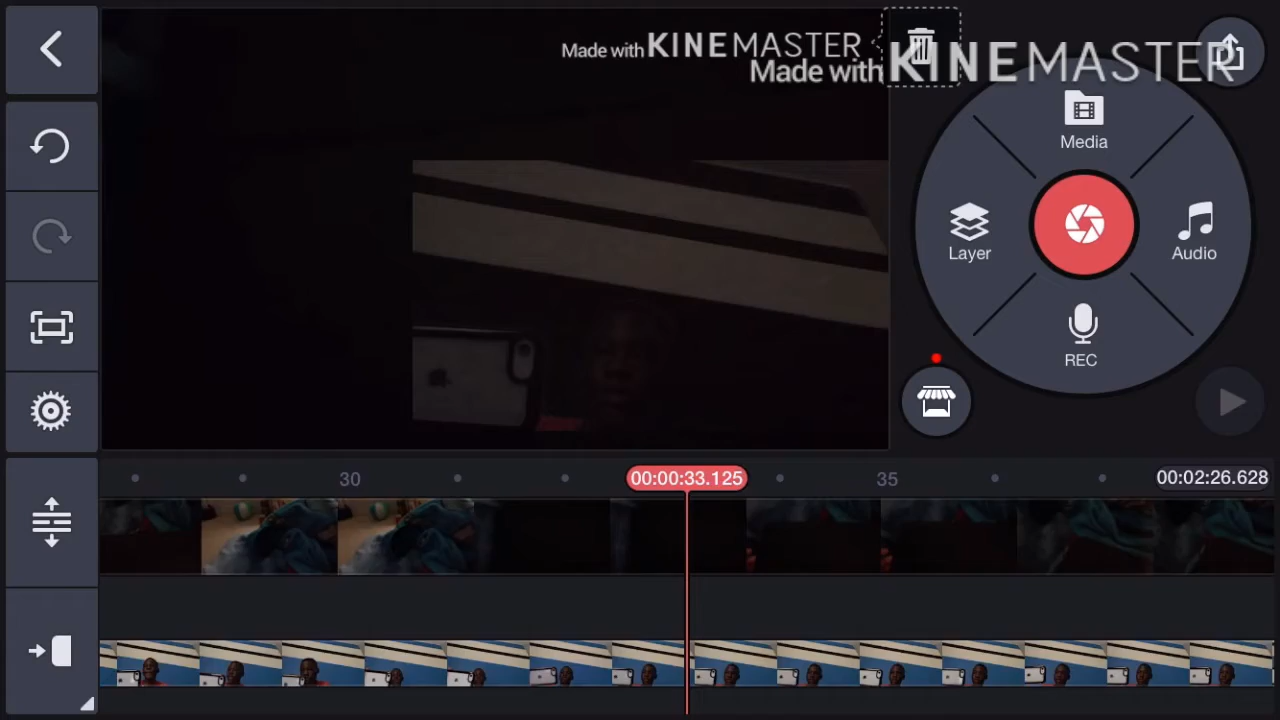 Made with KINEMASTER
Made with KINEMASTER
Media
Layer
Audio
REC
30
00:00:33.125
35
00:02:26.628